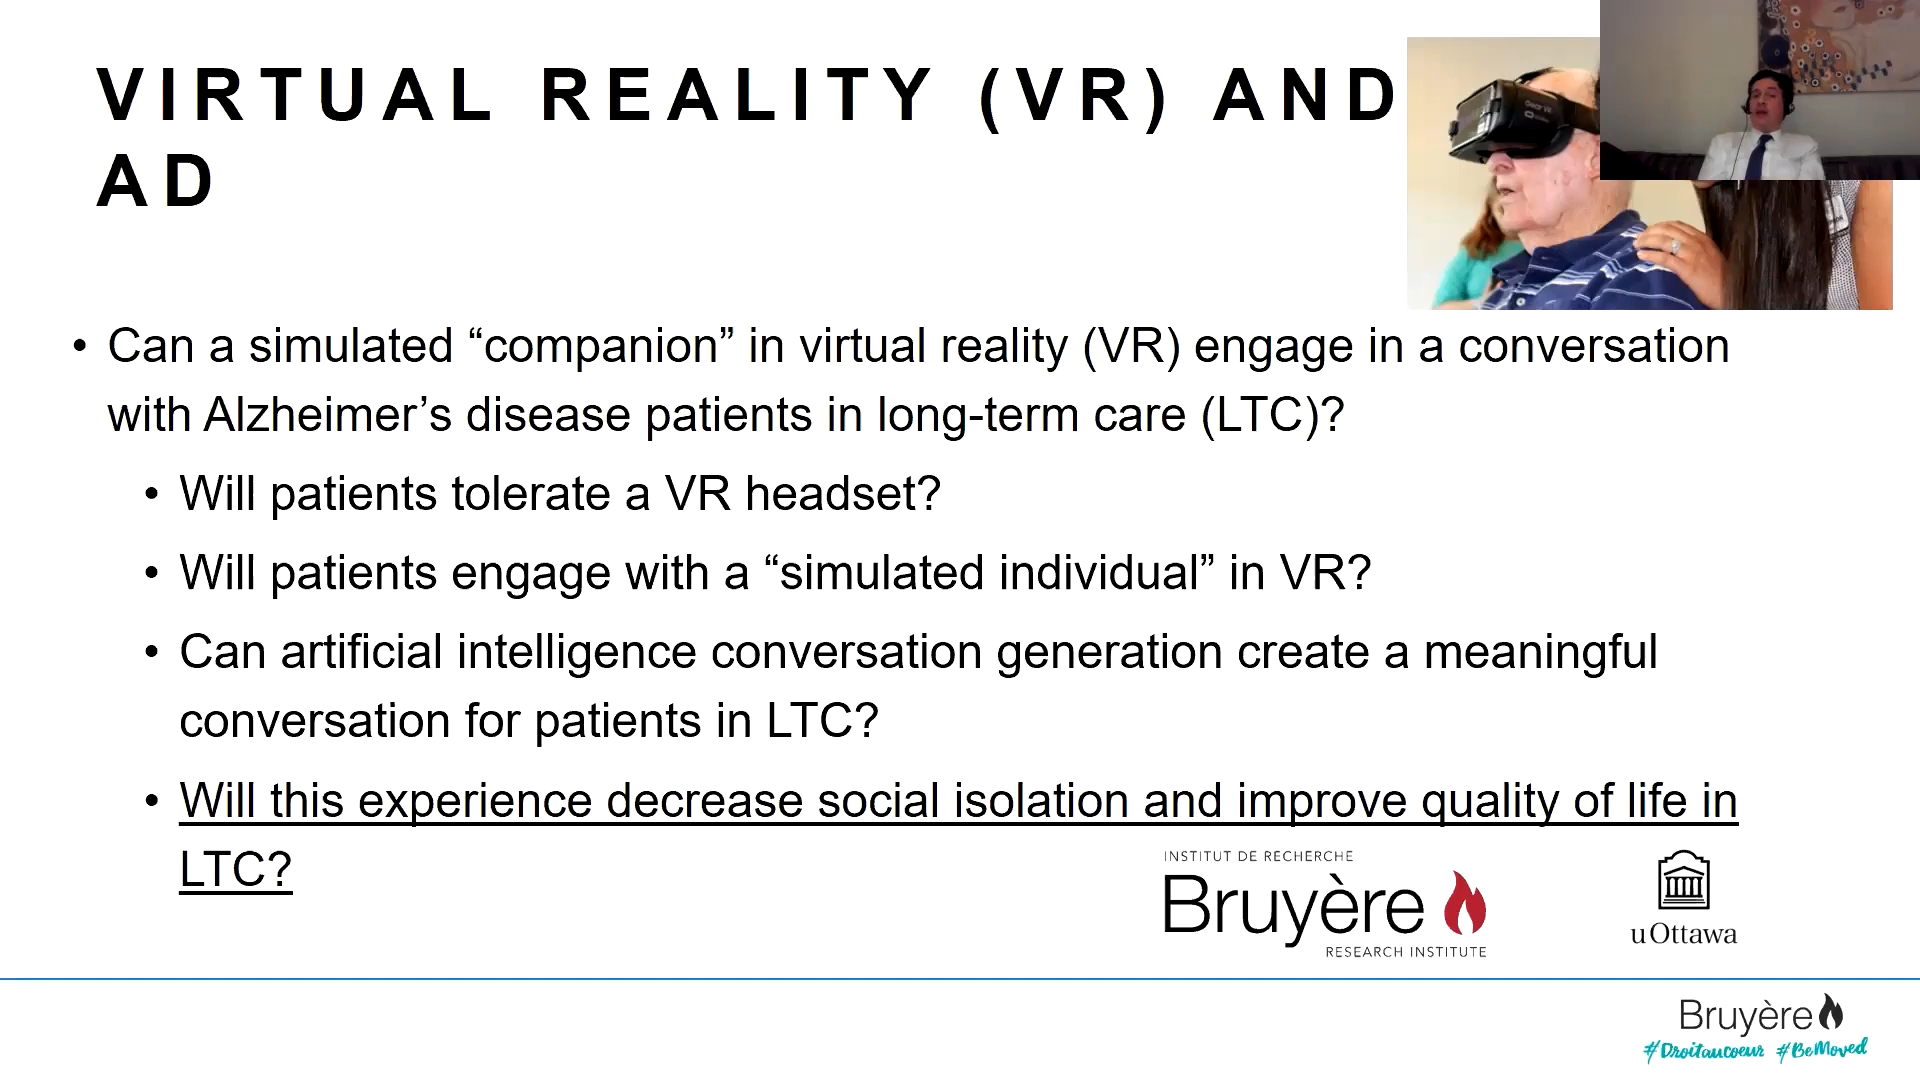 VIRTUAL REALITY (VR) AND
AD
Gear VR
• Can a simulated “companion” in virtual reality (VR) engage in a conversation
with Alzheimer’s disease patients in long-term care (LTC)?
• Will patients tolerate a VR headset?
• Will patients engage with a “simulated individual” in VR?
• Can artificial intelligence conversation generation create a meaningful
conversation for patients in LTC?
• Will this experience decrease social isolation and improve quality of life in
LTC?
INSTITUT DE RECHERCHE
Bruyère
RESEARCH INSTITUTE
uOttawa
Bruyère
#Droitaucoeur #BeMoved